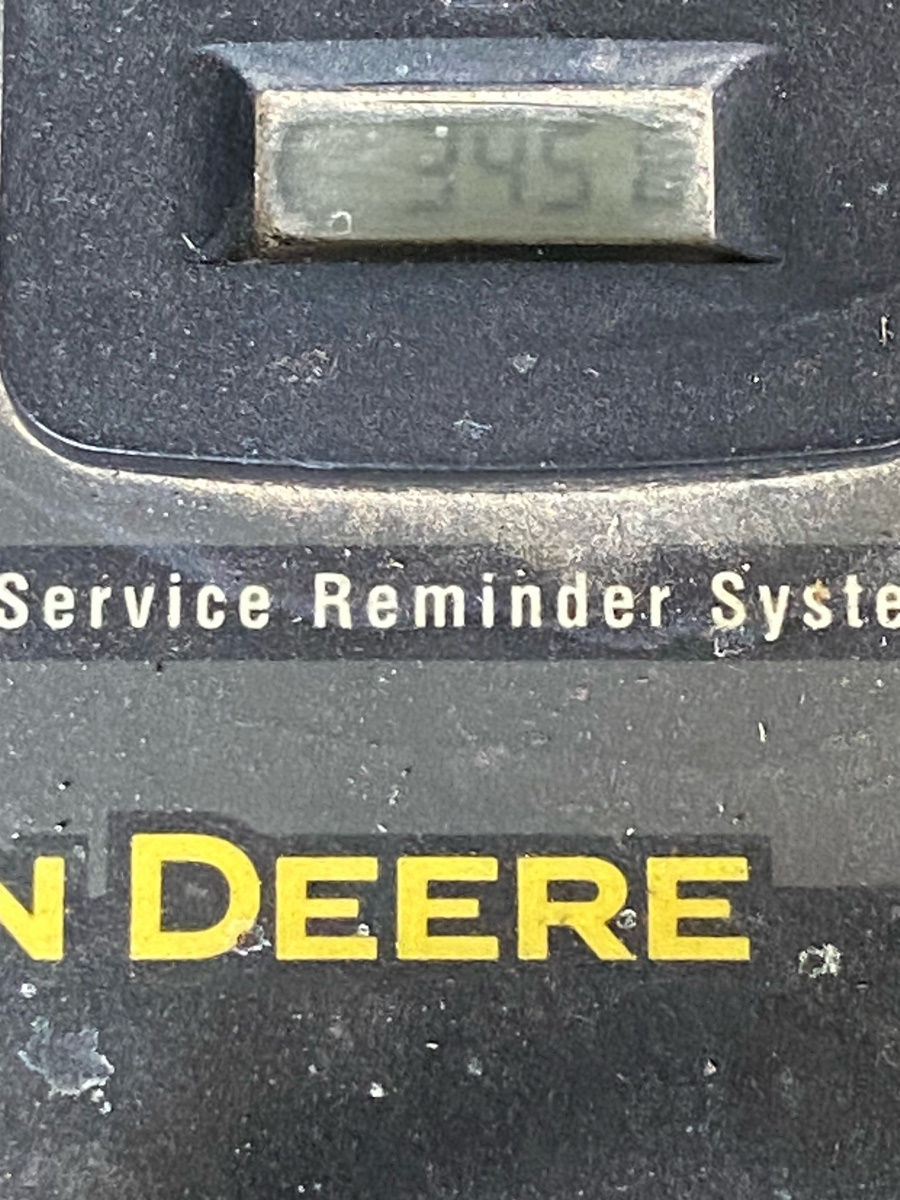 345
Service Reminder Syste
N DEERE